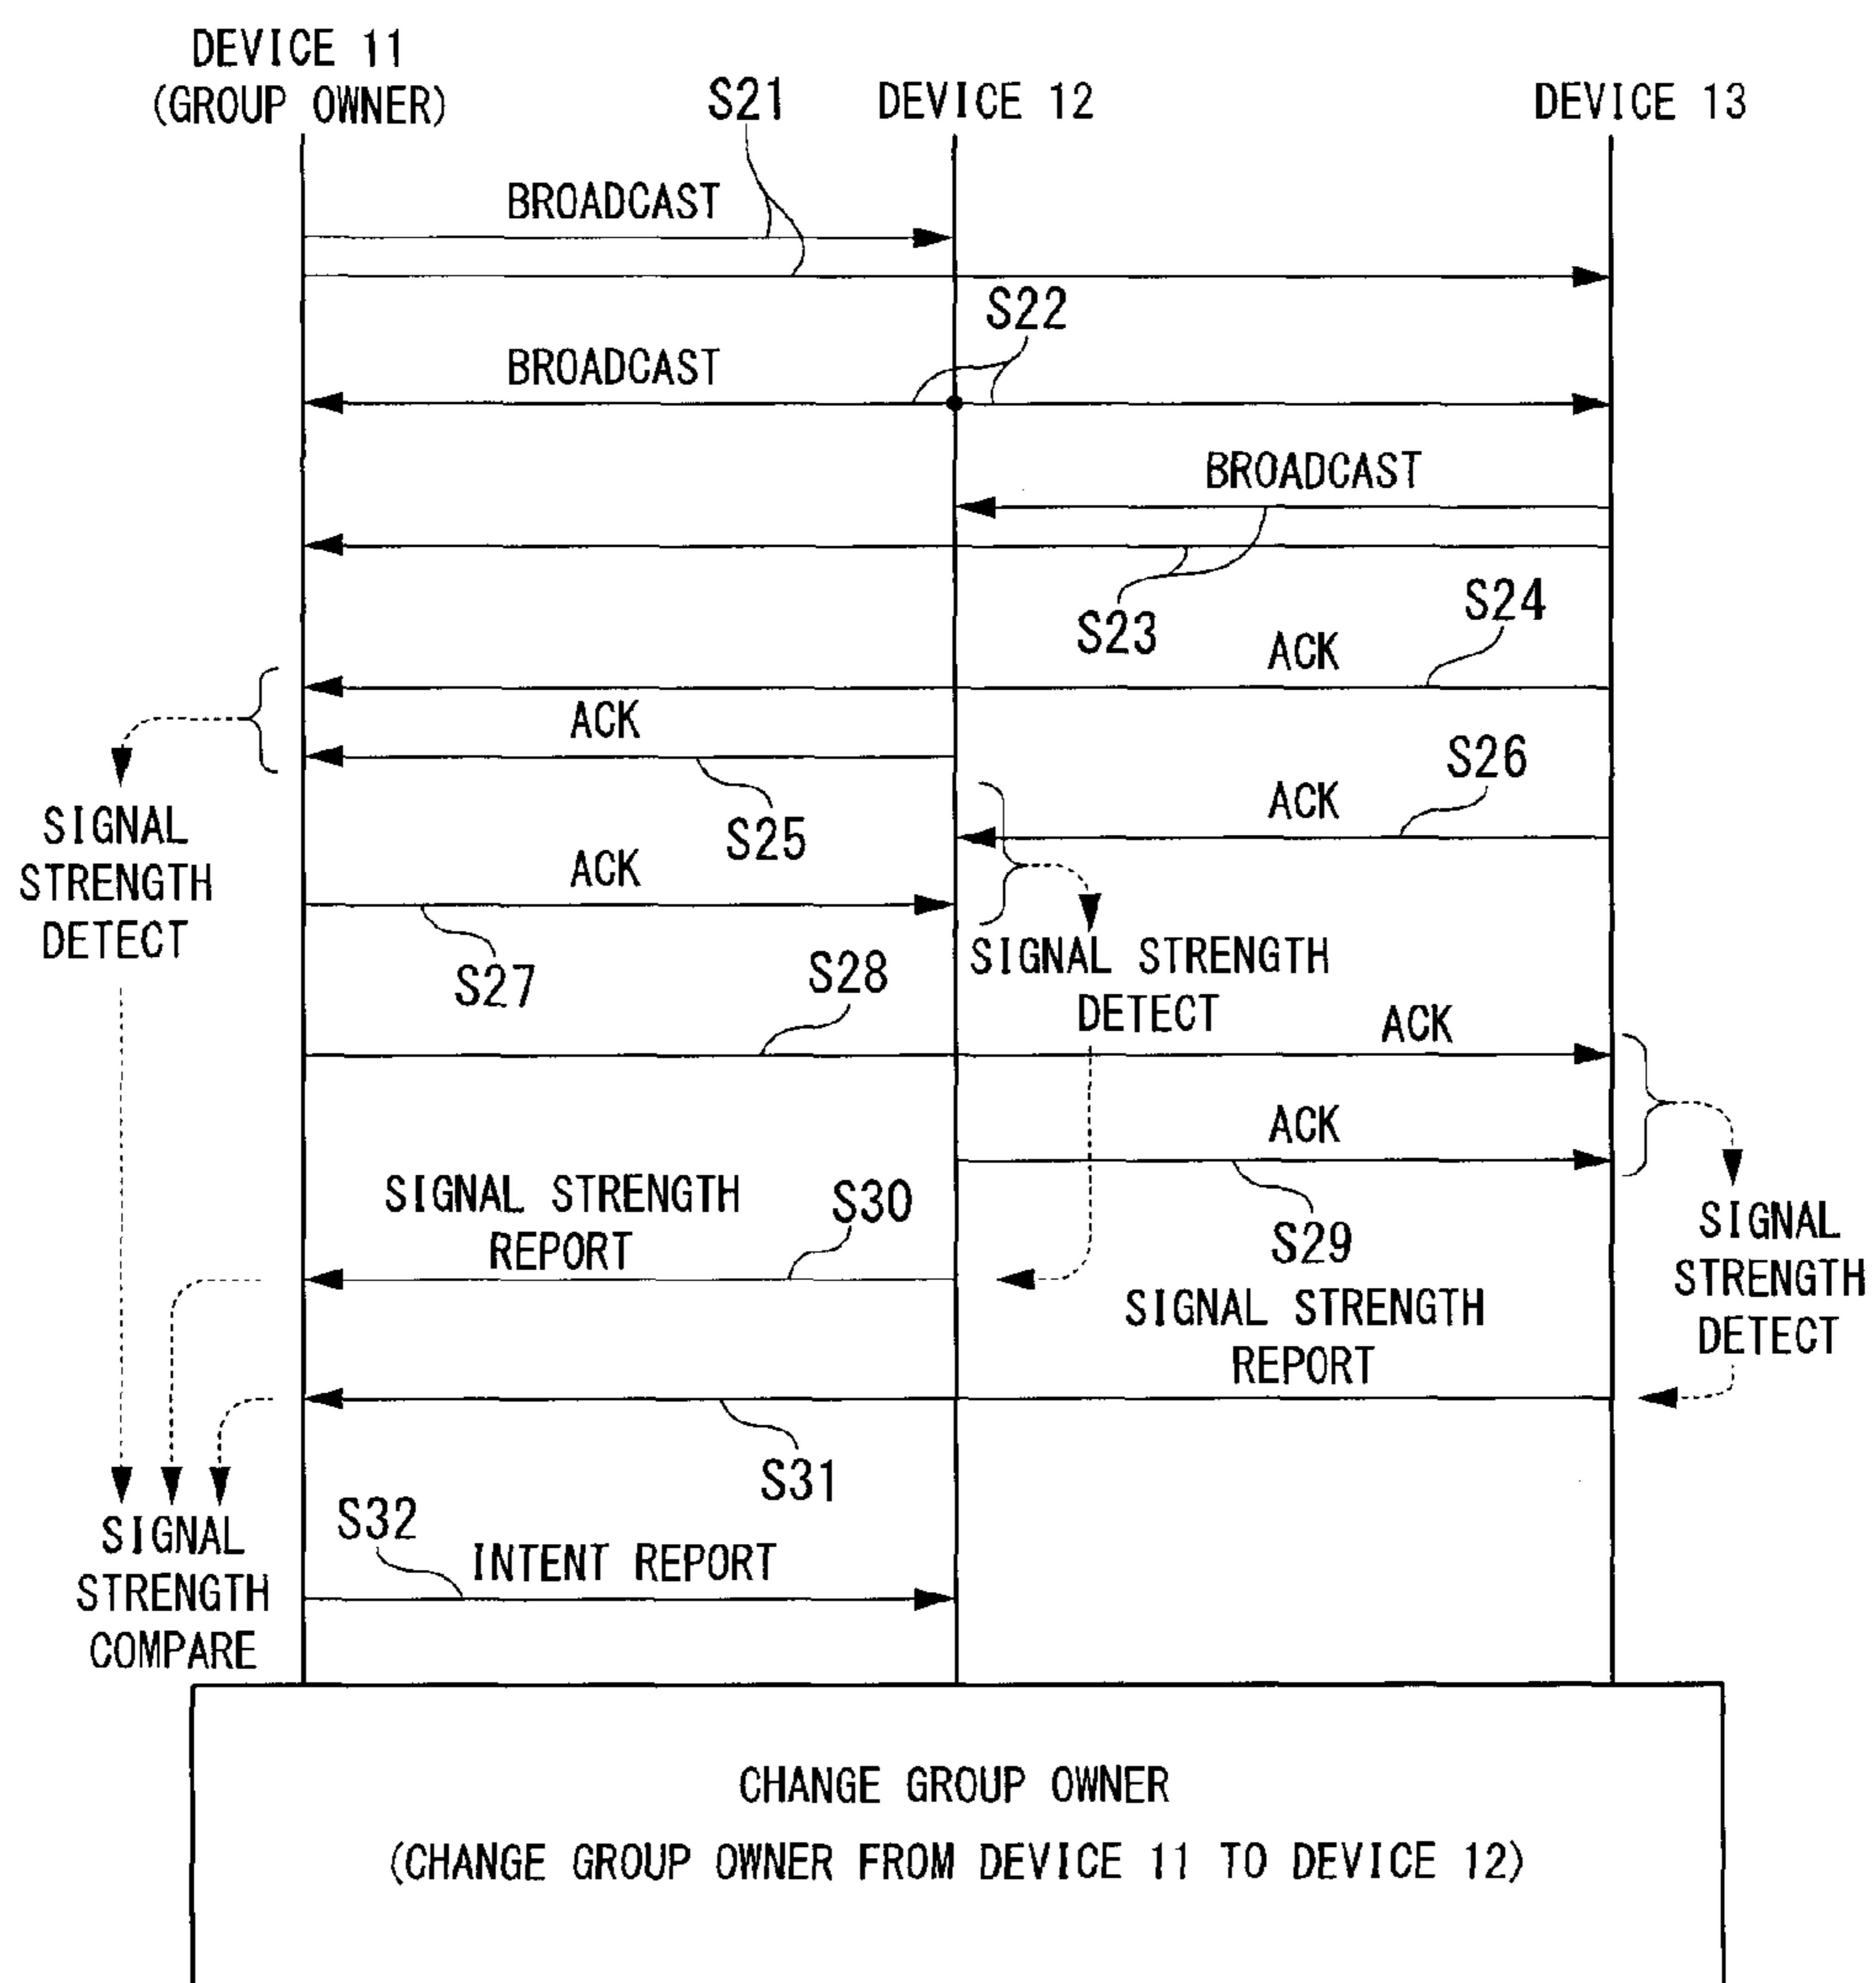 DEVICE 11
(GROUP OWNER)
S21
DEVICE 12
DEVICE 13
BROADCAST
S22
BROADCAST
BROADCAST
S23
S24
ACK
ACK
S25
S26
ACK
SIGNAL
STRENGTH
DETECT
ACK
S27
S28
SIGNAL STRENGTH
DETECT
ACK
ACK
S29
SIGNAL STRENGTH
REPORT
S30
SIGNAL
STRENGTH
DETECT
SIGNAL STRENGTH
REPORT
S31
SIGNAL
STRENGTH
COMPARE
S32
INTENT REPORT
CHANGE GROUP OWNER
(CHANGE GROUP OWNER FROM DEVICE 11 TO DEVICE 12)